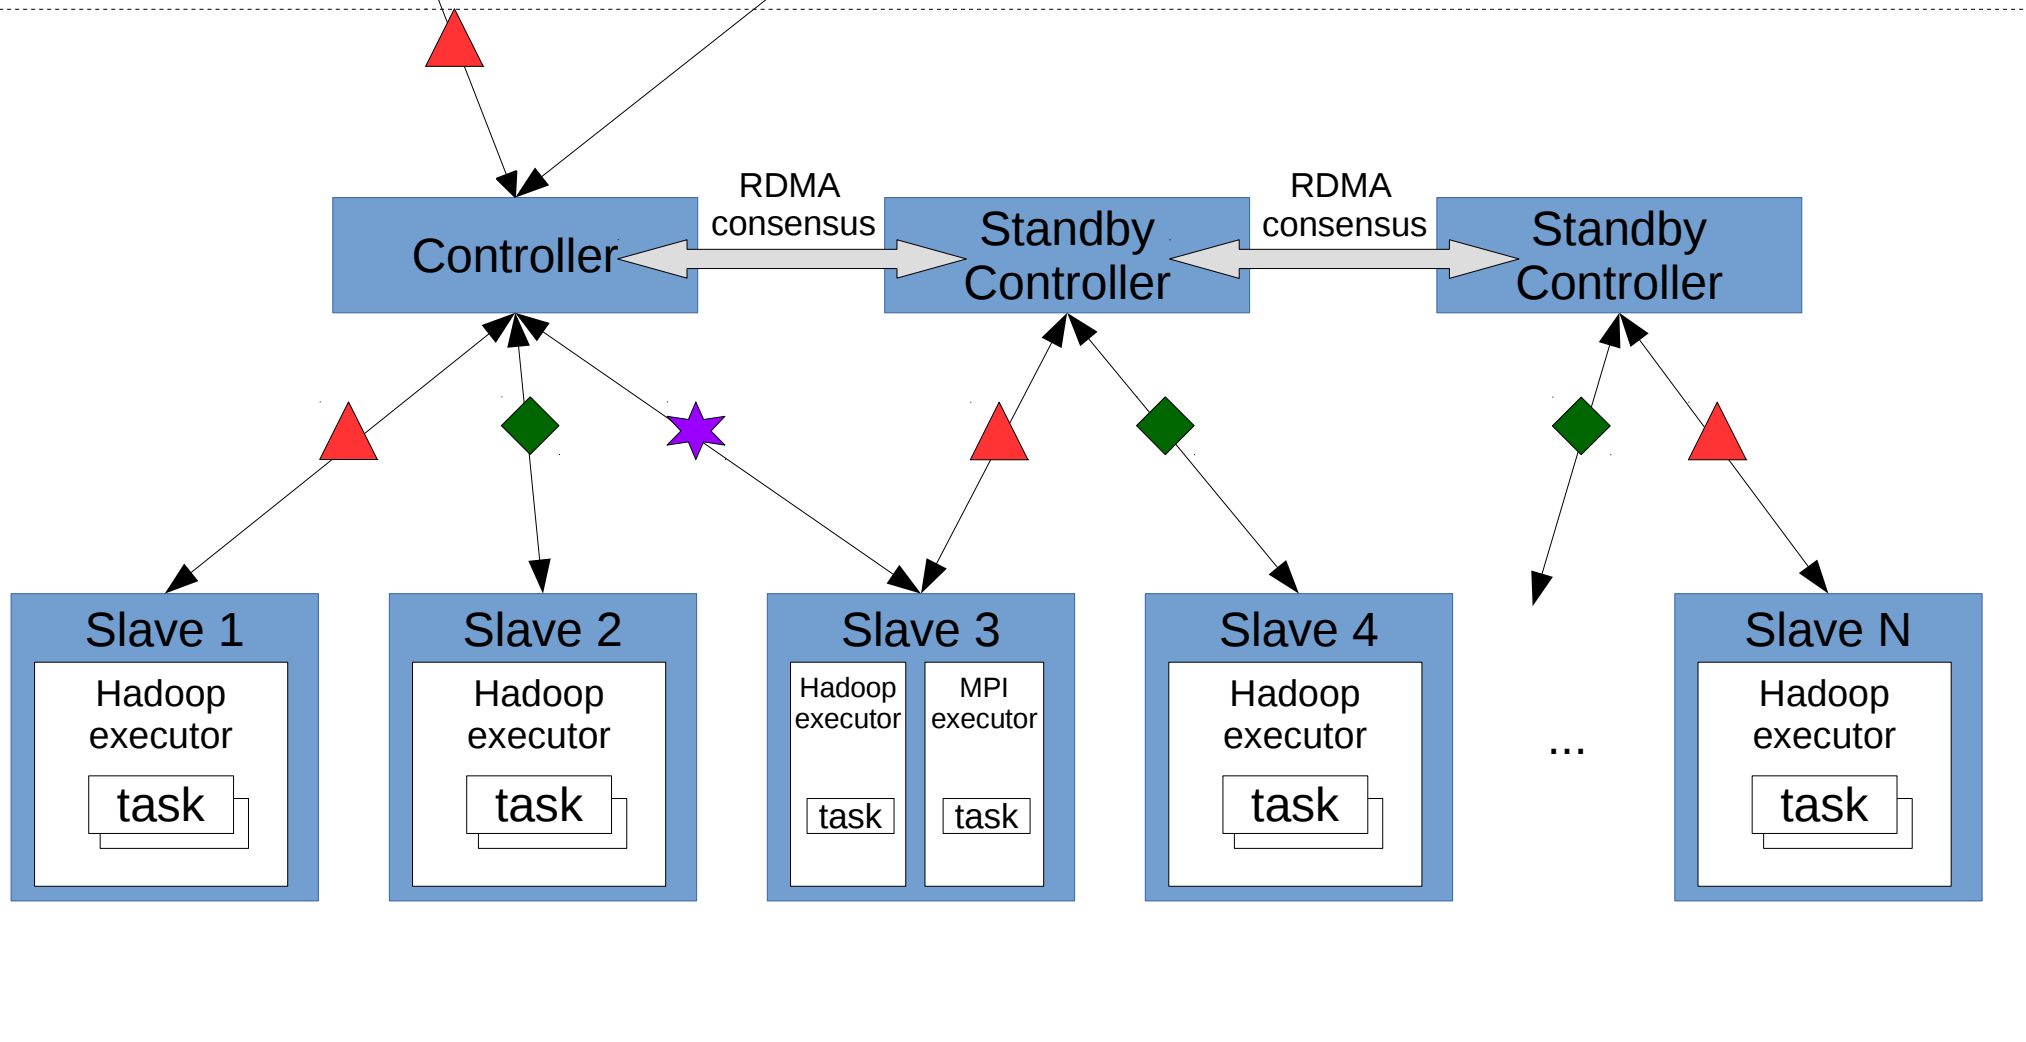 RDMA
consensus
RDMA
consensus
Controller
Standby
Controller
Standby
Controller
Slave 1
Hadoop
executor
task
Slave 2
Hadoop
executor
task
Slave 3
Hadoop
executor
task
MPI
executor
task
Slave 4
Hadoop
executor
task
...
Slave N
Hadoop
executor
task